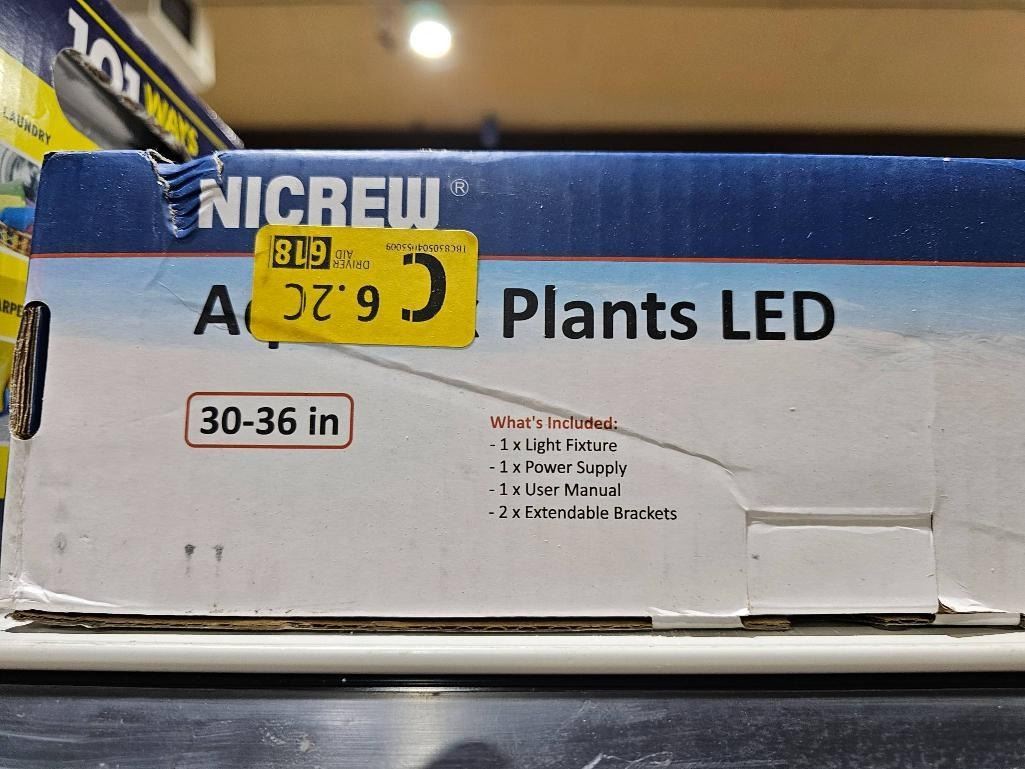 101 WAYS
LAUNDRY
NICREW®
C 6.2C
DRIVER AID 618
TBC830504055009
Plants LED
30-36 in
What's Included:
- 1 x Light Fixture
- 1 x Power Supply
- 1 x User Manual
- 2 x Extendable Brackets